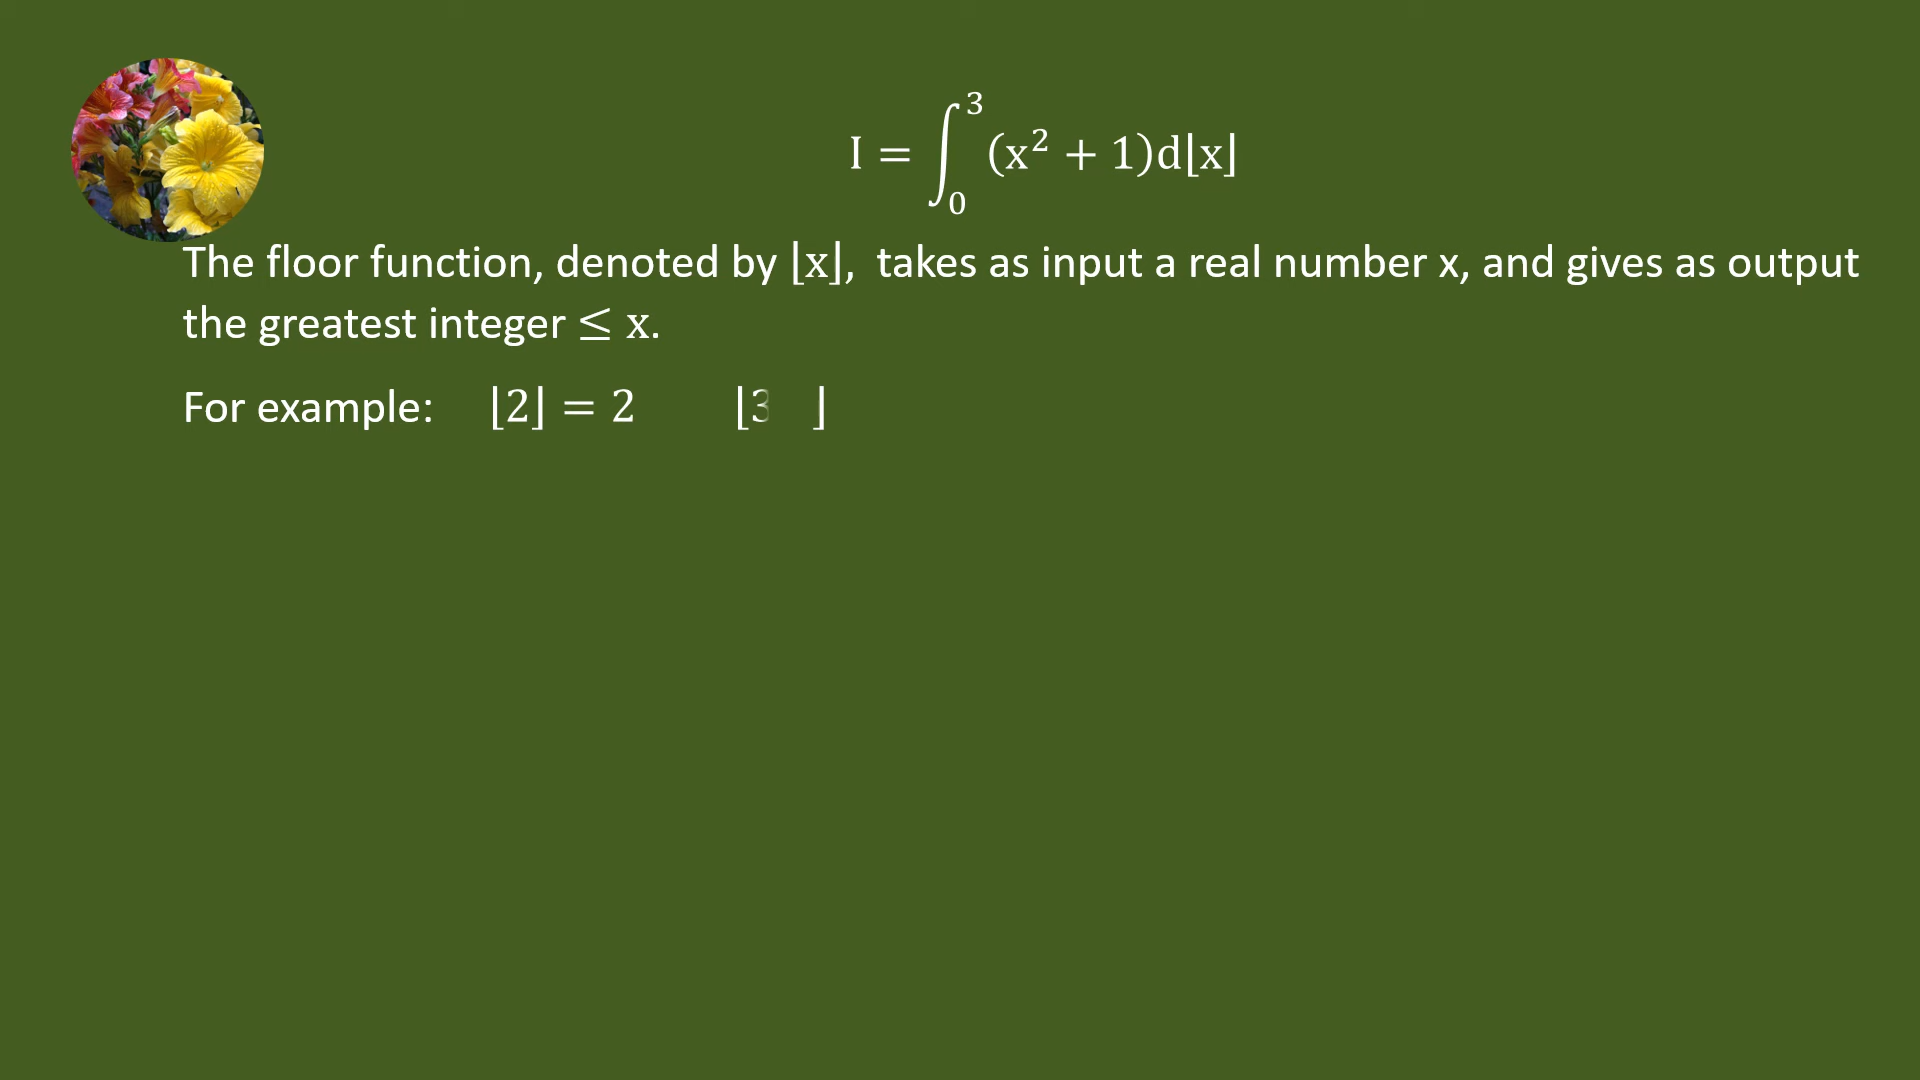 I = ∫₀³ (x² + 1)d⌊x⌋
The floor function, denoted by ⌊x⌋, takes as input a real number x, and gives as output
the greatest integer ≤ x.
For example: ⌊2⌋ = 2 ⌊3 ⌋